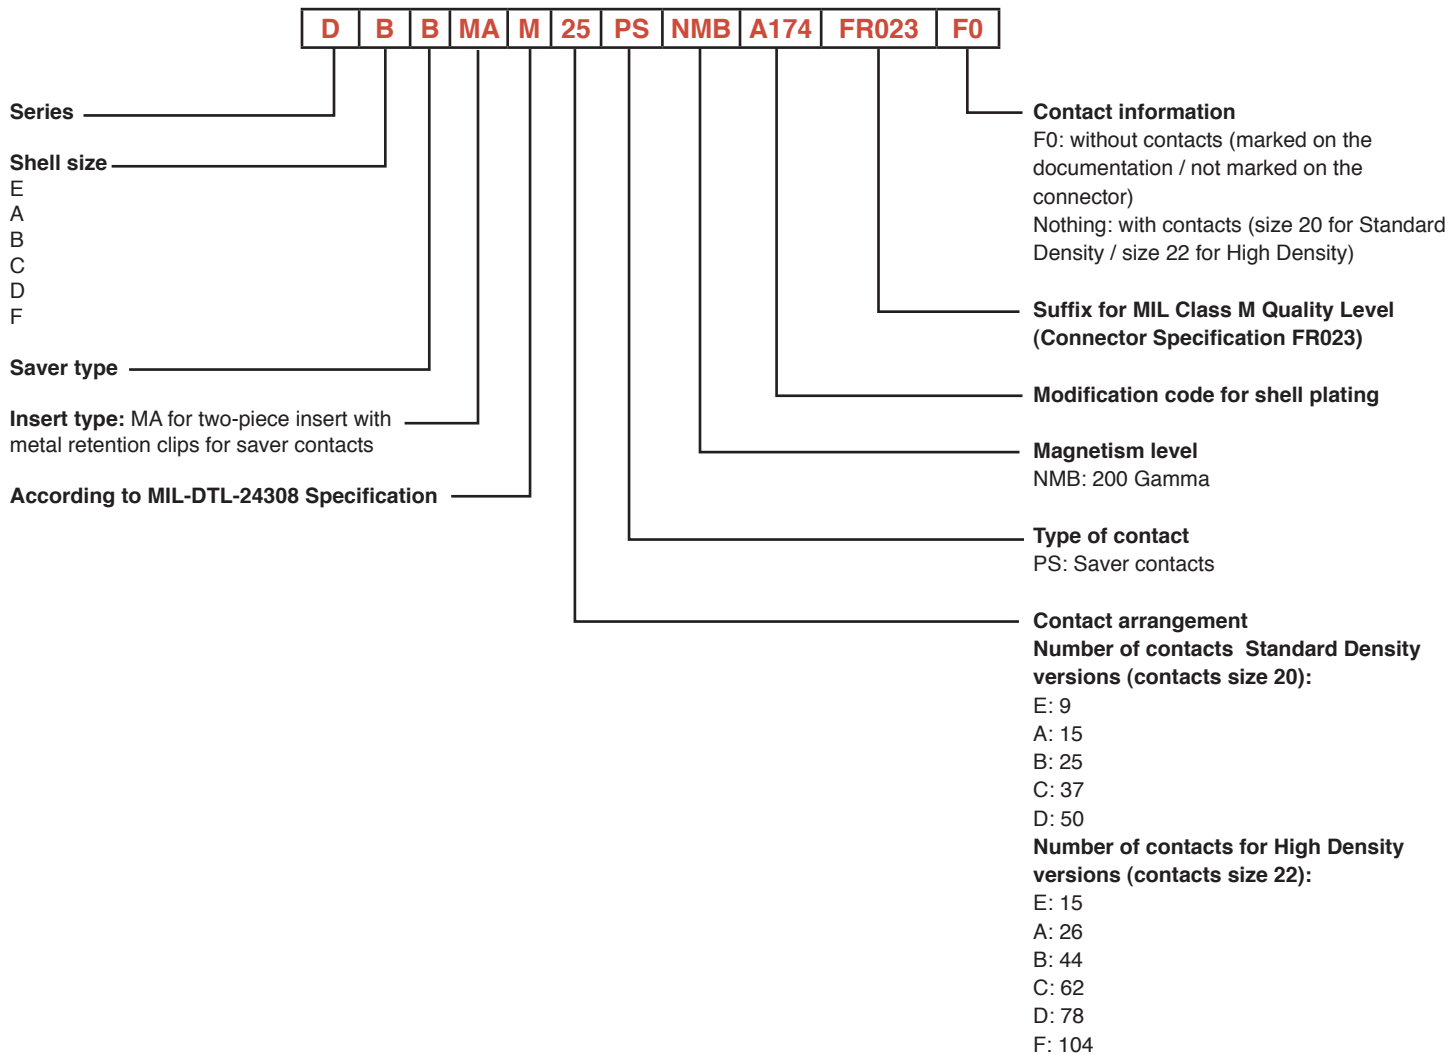 D B B MA M 25 PS NMB A174 FR023 F0
Series
Shell size
E
A
B
C
D
F
Saver type
Insert type: MA for two-piece insert with
metal retention clips for saver contacts
According to MIL-DTL-24308 Specification
Contact information
F0: without contacts (marked on the
documentation / not marked on the
connector)
Nothing: with contacts (size 20 for Standard
Density / size 22 for High Density)
Suffix for MIL Class M Quality Level
(Connector Specification FR023)
Modification code for shell plating
Magnetism level
NMB: 200 Gamma
Type of contact
PS: Saver contacts
Contact arrangement
Number of contacts  Standard Density
versions (contacts size 20):
E: 9
A: 15
B: 25
C: 37
D: 50
Number of contacts for High Density
versions (contacts size 22):
E: 15
A: 26
B: 44
C: 62
D: 78
F: 104